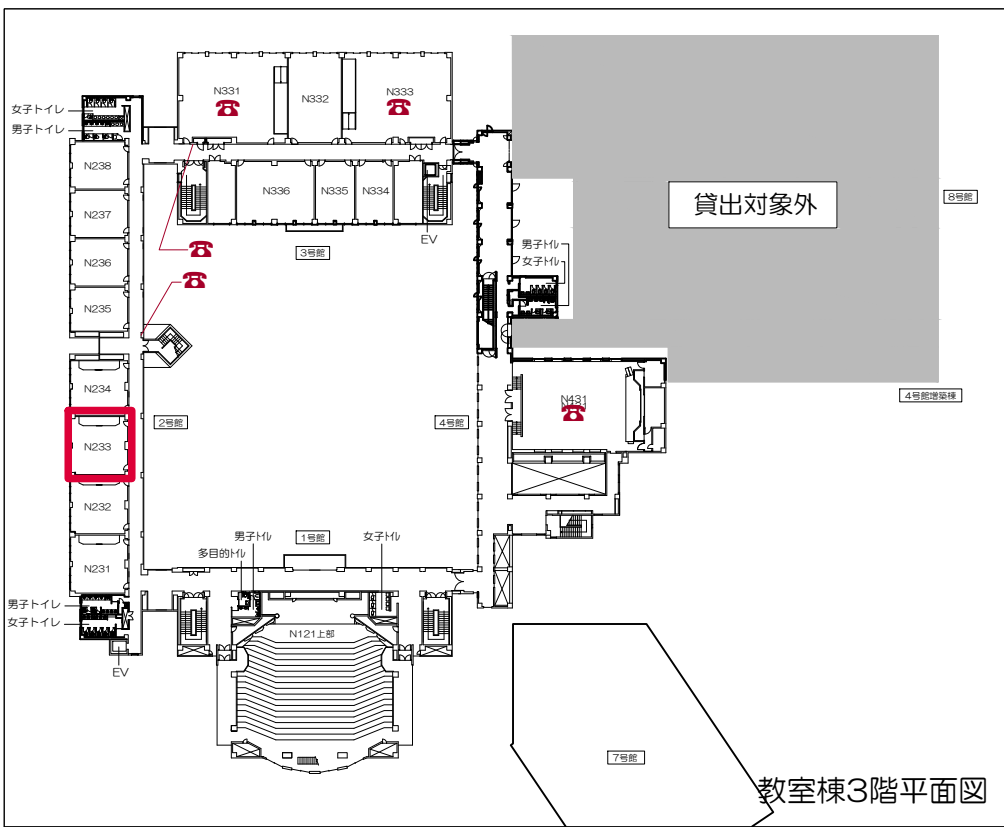 N331
N332
N333
女子トイレ
男子トイレ
N238
N237
N236
N235
N336
N335
N334
EV
3号館
貸出対象外
8号館
男子トイレ
女子トイレ
N234
N233
N232
N231
2号館
4号館
N431
4号館増築棟
1号館
男子トイレ
多目的トイレ
女子トイレ
男子トイレ
女子トイレ
EV
N121上部
7号館
教室棟3階平面図